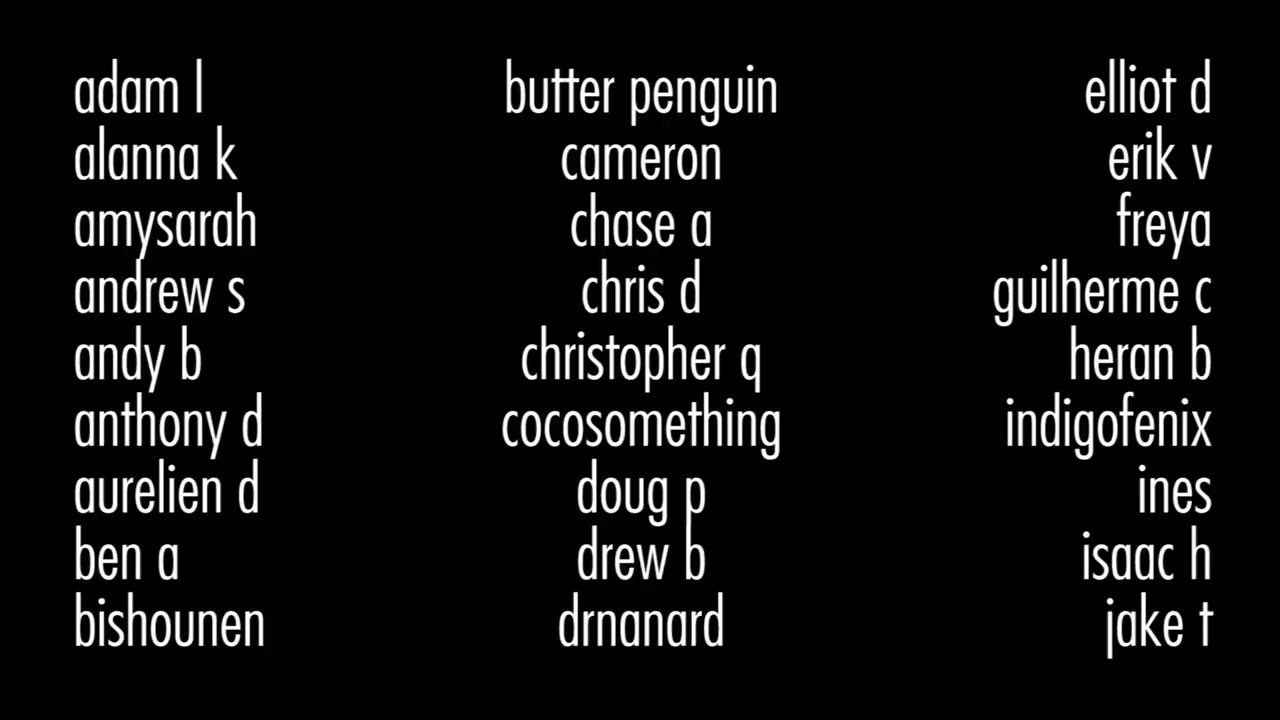 adam l
alanna k
amysarah
andrew s
andy b
anthony d
aurelien d
ben a
bishounen
butter penguin
cameron
chase a
chris d
christopher q
cocosomething
doug p
drew b
drnanard
elliot d
erik v
freya
guilherme c
heran b
indigofenix
ines
isaac h
jake t